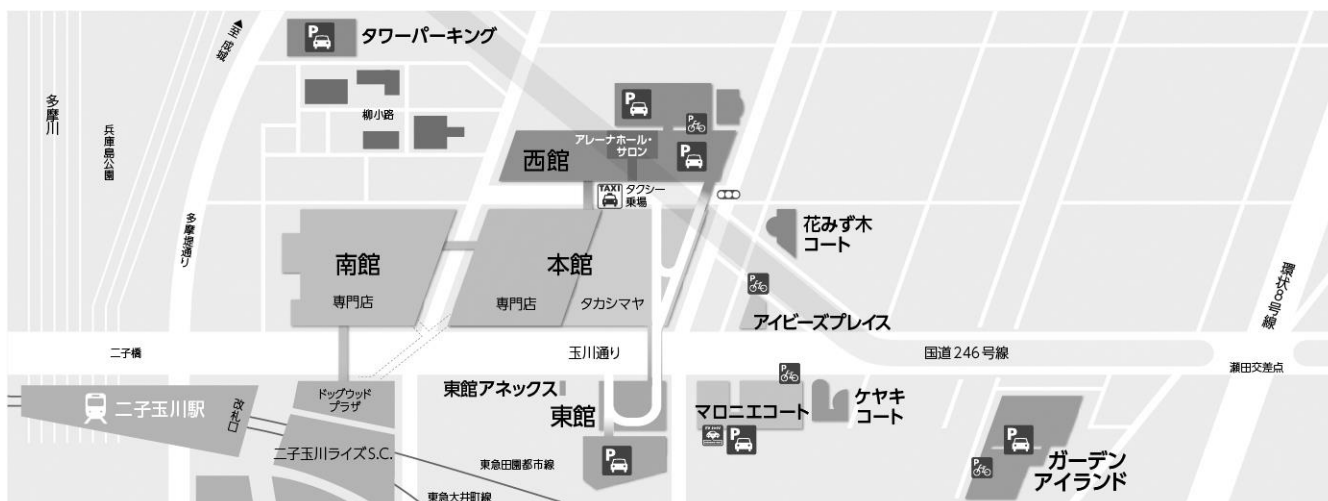 至 砧城
タワーパーキング
多摩川
兵庫島公園
柳小路
アレーナホール・
サロン
西館
TAXI
タクシー
乗場
花みず木
コート
多摩堤通り
南館
専門店
本館
専門店
タカシマヤ
アイビーズプレイス
環状8号線
二子橋
玉川通り
国道246号線
瀬田交差点
二子玉川駅
改札口
ドッグウッド
プラザ
東館アネックス
東館
マロニエコート
ケヤキ
コート
二子玉川ライズS.C.
東急田園都市線
東急大井町線
ガーデン
アイランド
P
P
P
P
P
P
P
P
P
P